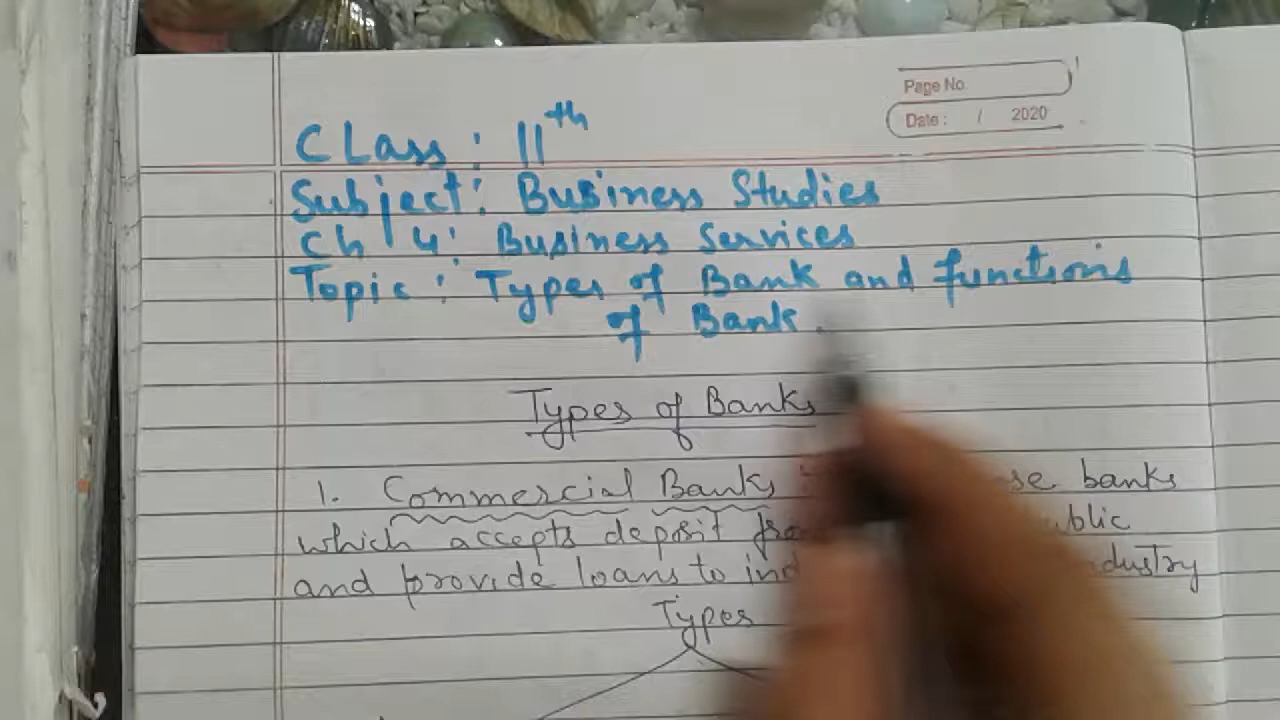 Page No.
Date : / 2020
Class : 11th
Subject : Business Studies
Ch 4 : Business Services
Topic : Types of Bank and functions
of Bank.
Types of Banks
1. Commercial Banks banks
which accepts deposit
and provide loans to
Types